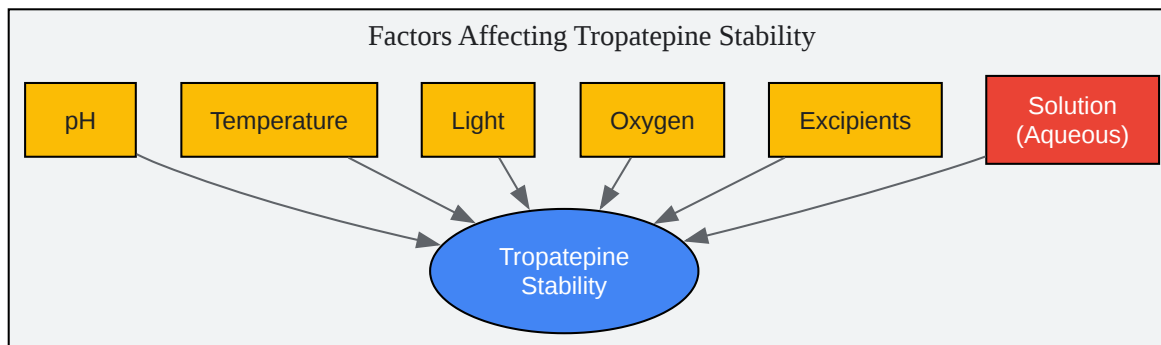 Factors Affecting Tropatepine Stability
pH
Temperature
Light
Oxygen
Excipients
Solution
(Aqueous)
Tropatepine
Stability